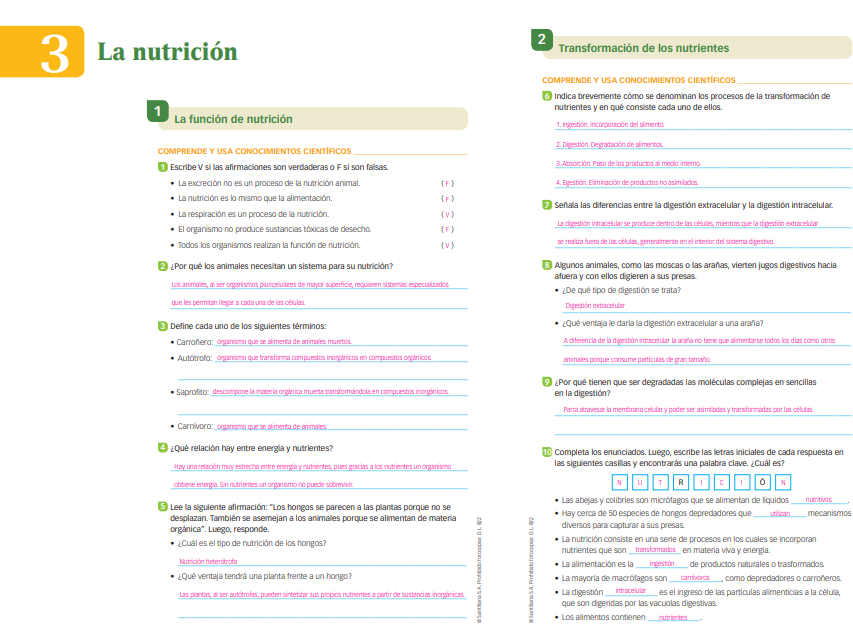 3 La nutrición
1 La función de nutrición
COMPRENDE Y USA CONOCIMIENTOS CIENTÍFICOS
1 Escribe V si las afirmaciones son verdaderas o F si son falsas.
• La excreción no es un proceso de la nutrición animal. ( F )
• La nutrición es lo mismo que la alimentación. ( F )
• La respiración es un proceso de la nutrición. ( V )
• El organismo no produce sustancias tóxicas de desecho. ( F )
• Todos los organismos realizan la función de nutrición. ( V )
2 ¿Por qué los animales necesitan un sistema para su nutrición?
Los animales, al ser organismos pluricelulares de mayor superficie, requieren sistemas especializados
que les permitan llegar a cada una de las células.
3 Define cada uno de los siguientes términos:
• Carroñero: organismo que se alimenta de animales muertos.
• Autótrofo: organismo que transforma compuestos inorgánicos en compuestos orgánicos.
• Saprofito: descompone la materia orgánica muerta transformándola en compuestos inorgánicos.
• Carnívoro: organismo que se alimenta de animales.
4 ¿Qué relación hay entre energía y nutrientes?
Hay una relación muy estrecha entre energía y nutrientes, pues gracias a los nutrientes un organismo
obtiene energía. Sin nutrientes un organismo no puede sobrevivir.
5 Lee la siguiente afirmación: “Los hongos se parecen a las plantas porque no se
desplazan. También se asemejan a los animales porque se alimentan de materia
orgánica”. Luego, responde.
• ¿Cuál es el tipo de nutrición de los hongos?
Nutrición heterótrofa
• ¿Qué ventaja tendrá una planta frente a un hongo?
Las plantas, al ser autótrofas, pueden sintetizar sus propios nutrientes a partir de sustancias inorgánicas.
© Santillana S.A. Prohibido fotocopiar. D.L. 822
2 Transformación de los nutrientes
COMPRENDE Y USA CONOCIMIENTOS CIENTÍFICOS
6 Indica brevemente cómo se denominan los procesos de la transformación de
nutrientes y en qué consiste cada uno de ellos.
1. Ingestión. Incorporación del alimento.
2. Digestión. Degradación de alimentos.
3. Absorción. Paso de los productos al medio interno.
4. Egestión. Eliminación de productos no asimilados.
7 Señala las diferencias entre la digestión extracelular y la digestión intracelular.
La digestión intracelular se produce dentro de las células, mientras que la digestión extracelular
se realiza fuera de las células, generalmente en el interior del sistema digestivo.
8 Algunos animales, como las moscas o las arañas, vierten jugos digestivos hacia
afuera y con ellos digieren a sus presas.
• ¿De qué tipo de digestión se trata?
Digestión extracelular
• ¿Qué ventaja le daría la digestión extracelular a una araña?
A diferencia de la digestión intracelular la araña no tiene que alimentarse todos los días como otros
animales porque consume partículas de gran tamaño.
9 ¿Por qué tienen que ser degradadas las moléculas complejas en sencillas
en la digestión?
Parra atravesar la membrana celular y poder ser asimiladas y transformadas por las células.
10 Completa los enunciados. Luego, escribe las letras iniciales de cada respuesta en
las siguientes casillas y encontrarás una palabra clave. ¿Cuál es?
N U T R I C I Ó N
• Las abejas y colibríes son micrófagos que se alimentan de líquidos nutritivos.
• Hay cerca de 50 especies de hongos depredadores que utilizan mecanismos
diversos para capturar a sus presas.
• La nutrición consiste en una serie de procesos en los cuales se incorporan
nutrientes que son transformados en materia viva y energía.
• La alimentación es la ingestión de productos naturales o trasformados.
• La mayoría de macrófagos son carnívoros, como depredadores o carroñeros.
• La digestión intracelular es el ingreso de las partículas alimenticias a la célula,
que son digeridas por las vacuolas digestivas.
• Los alimentos contienen nutrientes.
© Santillana S.A. Prohibido fotocopiar. D.L. 822